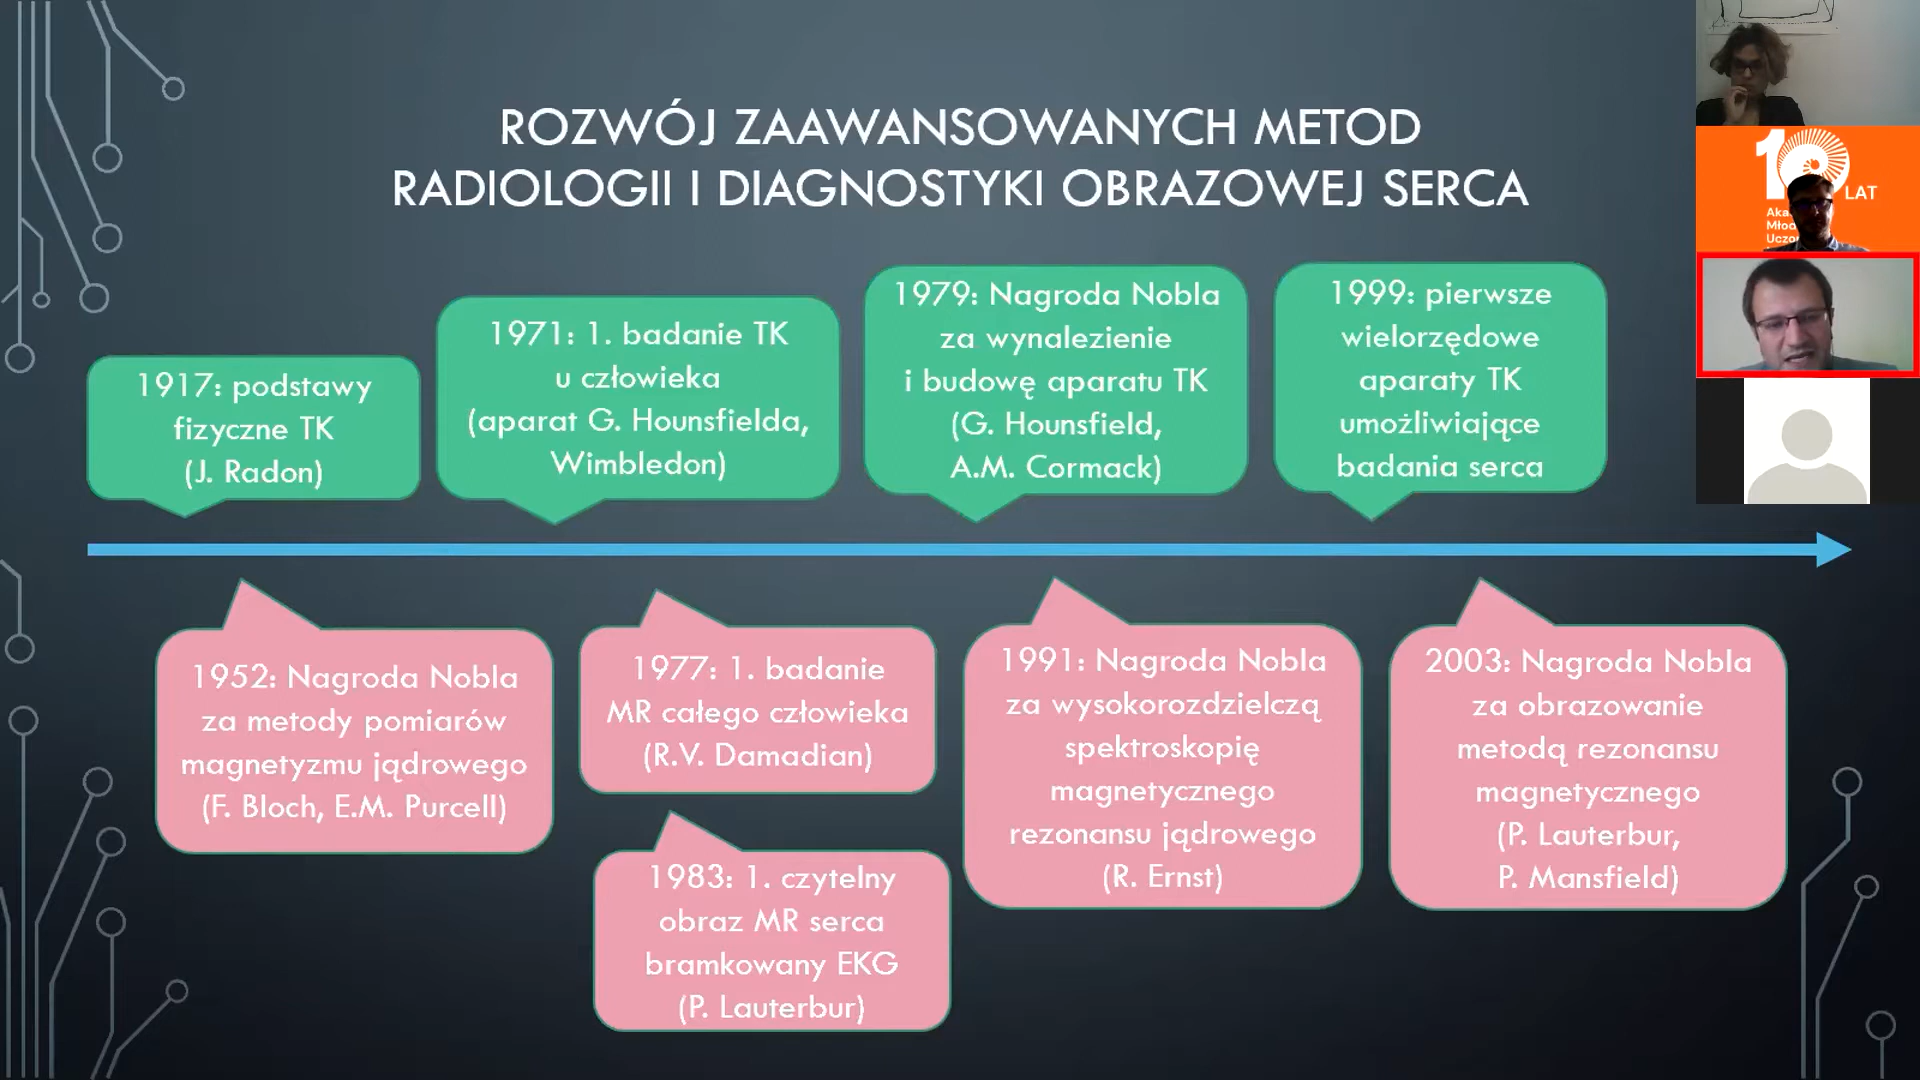 ROZWÓJ ZAAWANSOWANYCH METOD
RADIOLOGII I DIAGNOSTYKI OBRAZOWEJ SERCA
1917: podstawy
fizyczne TK
(J. Radon)
1971: 1. badanie TK
u człowieka
(aparat G. Hounsfielda,
Wimbledon)
1979: Nagroda Nobla
za wynalezienie
i budowę aparatu TK
(G. Hounsfield,
A.M. Cormack)
1999: pierwsze
wielorzędowe
aparaty TK
umożliwiające
badania serca
1952: Nagroda Nobla
za metody pomiarów
magnetyzmu jądrowego
(F. Bloch, E.M. Purcell)
1977: 1. badanie
MR całego człowieka
(R.V. Damadian)
1983: 1. czytelny
obraz MR serca
bramkowany EKG
(P. Lauterbur)
1991: Nagroda Nobla
za wysokorozdzielczą
spektroskopię
magnetycznego
rezonansu jądrowego
(R. Ernst)
2003: Nagroda Nobla
za obrazowanie
metodą rezonansu
magnetycznego
(P. Lauterbur,
P. Mansfield)
10 LAT